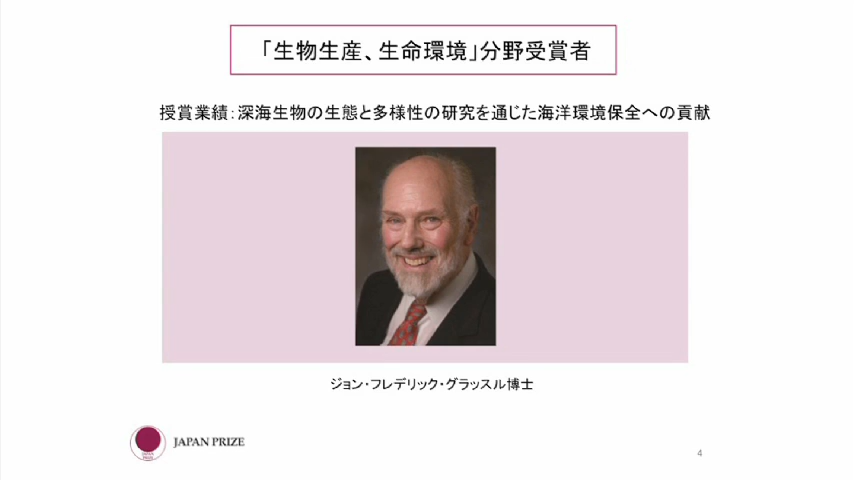 「生物生産、生命環境」分野受賞者
授賞業績：深海生物の生態と多様性の研究を通じた海洋環境保全への貢献
ジョン・フレデリック・グラッスル博士
JAPAN PRIZE
JAPAN PRIZE
4